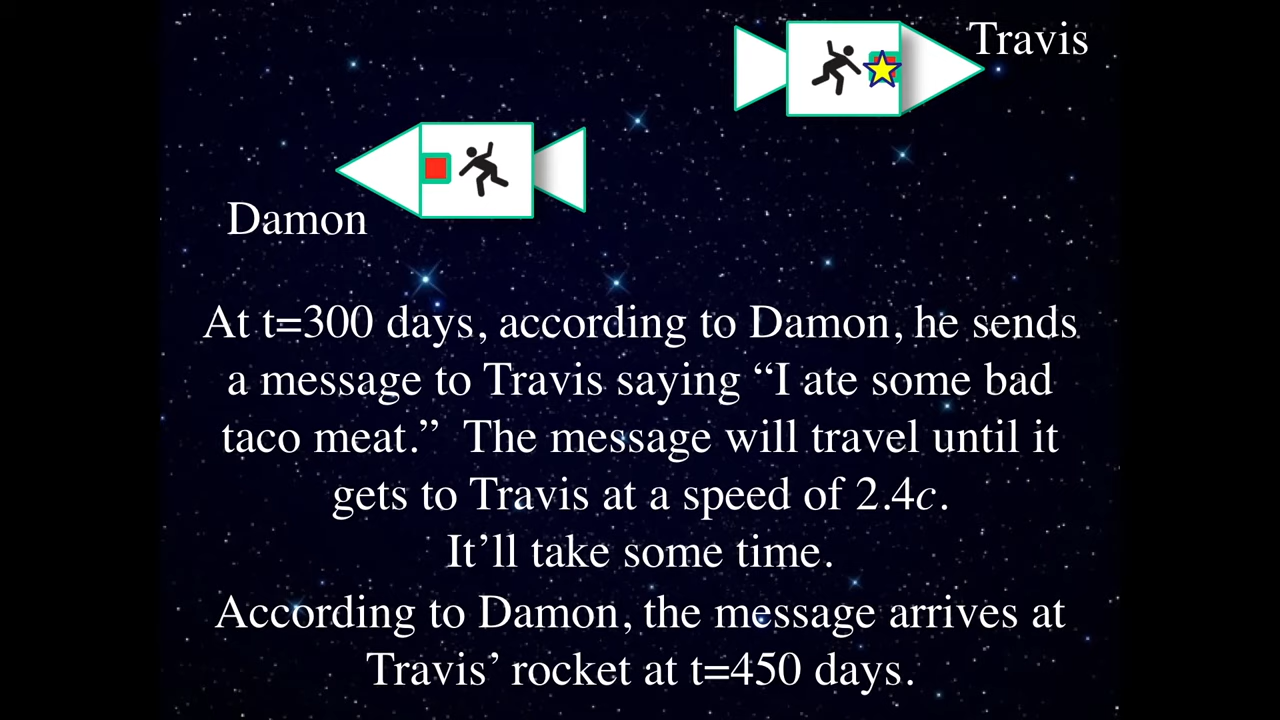 Travis
Damon
At t=300 days, according to Damon, he sends
a message to Travis saying “I ate some bad
taco meat.”  The message will travel until it
gets to Travis at a speed of 2.4c.
It’ll take some time.
According to Damon, the message arrives at
Travis’ rocket at t=450 days.